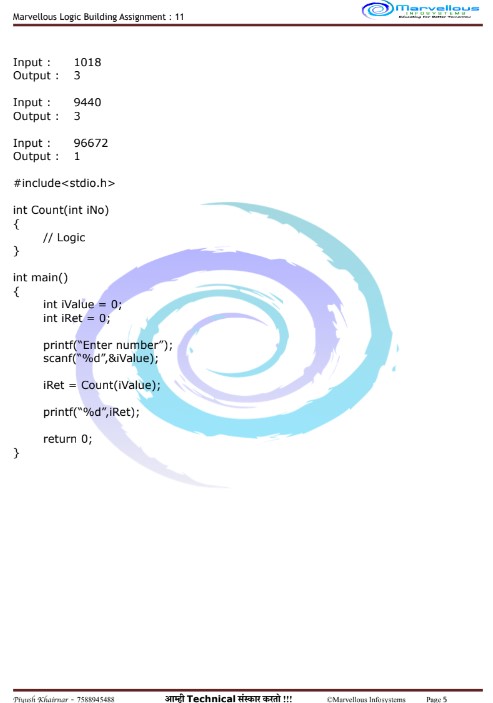 Marvellous Logic Building Assignment : 11
Marvellous
INFOSYSTEMS
Educating For Better Tomorrow
Input : 1018
Output : 3
Input : 9440
Output : 3
Input : 96672
Output : 1
#include<stdio.h>
int Count(int iNo)
{
// Logic
}
int main()
{
int iValue = 0;
int iRet = 0;
printf(“Enter number”);
scanf(“%d”,&iValue);
iRet = Count(iValue);
printf(“%d”,iRet);
return 0;
}
Piyush Khairnar - 7588945488 आम्ही Technical संस्कार करतो !!! ©Marvellous Infosystems Page 5